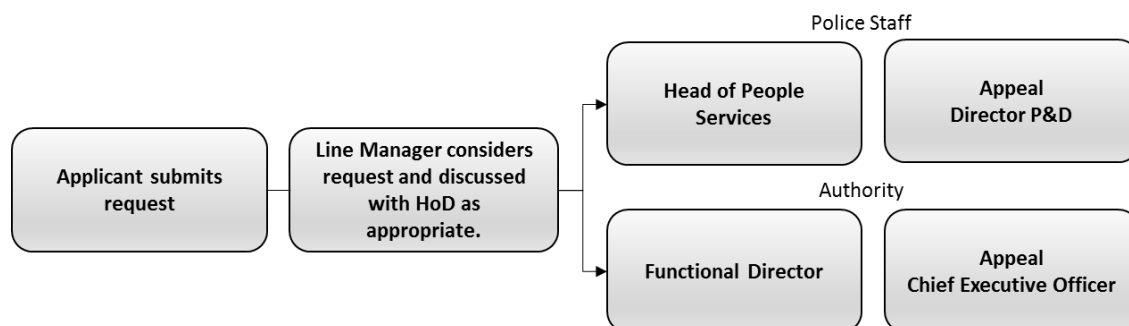 Police Staff
Head of People
Services
Appeal
Director P&D
Applicant submits
request
Line Manager considers
request and discussed
with HoD as
appropriate.
Authority
Functional Director
Appeal
Chief Executive Officer